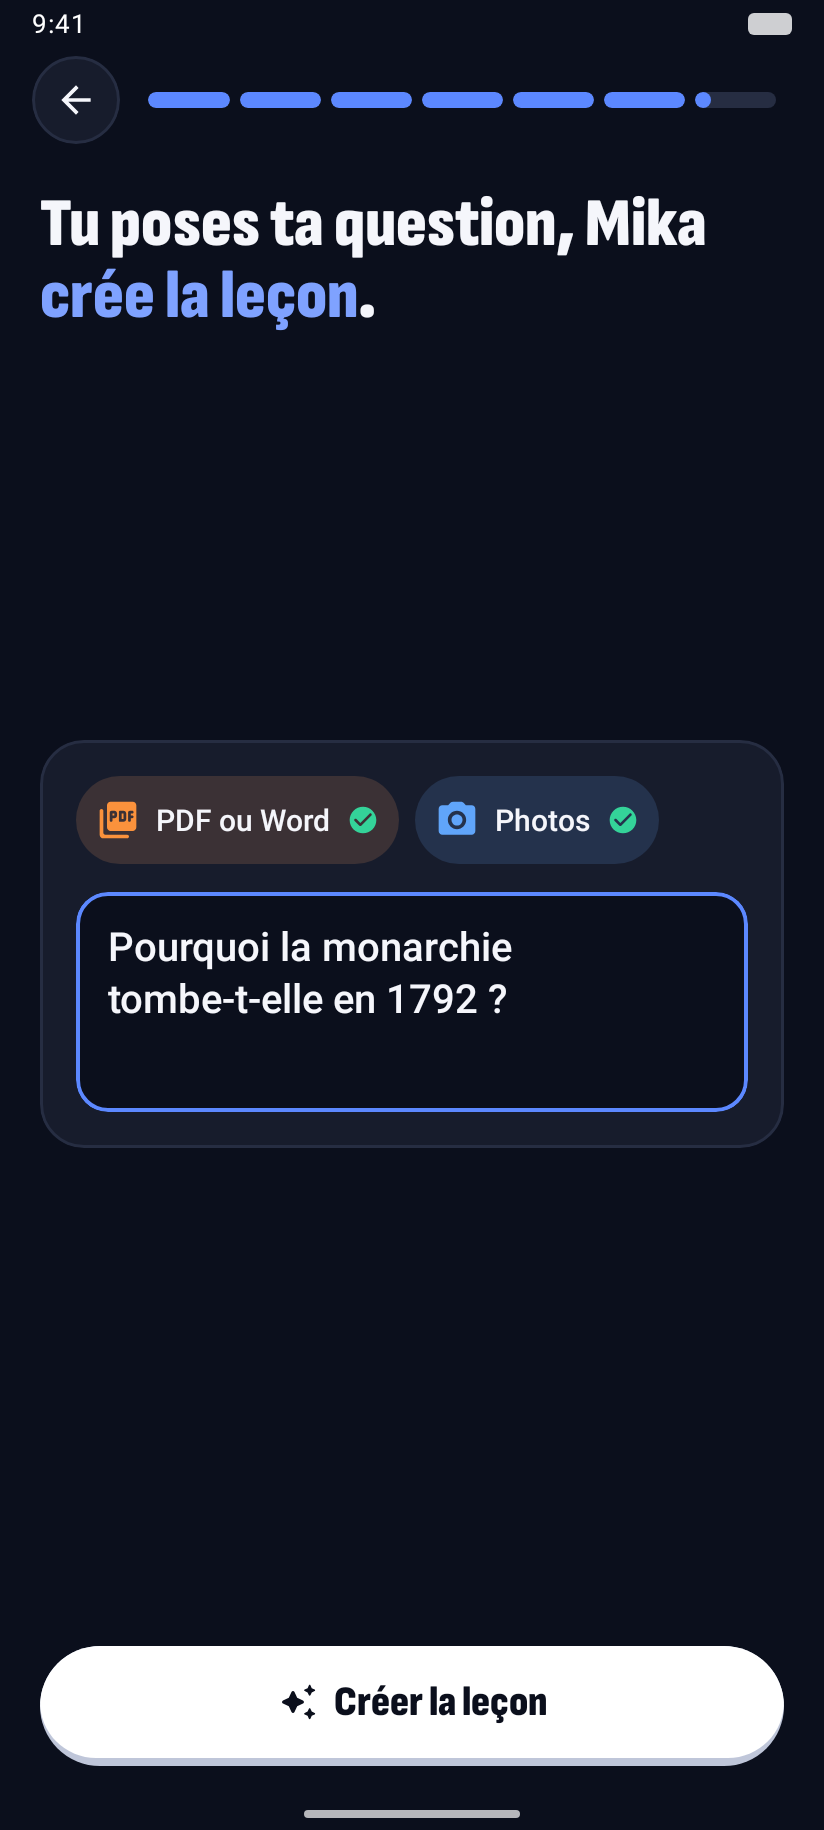 9:41
Tu poses ta question, Mika
crée la leçon.
PDF PDF ou Word
Photos
Pourquoi la monarchie
tombe-t-elle en 1792 ?
Créer la leçon